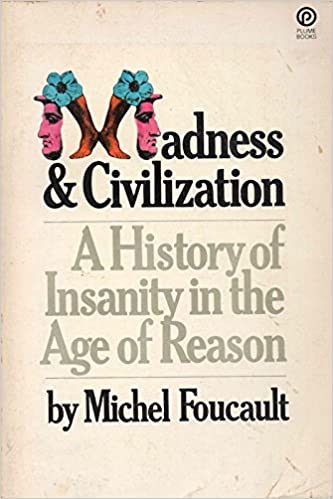 P
PLUME
BOOKS
Madness
& Civilization
A History of
Insanity in the
Age of Reason
by Michel Foucault